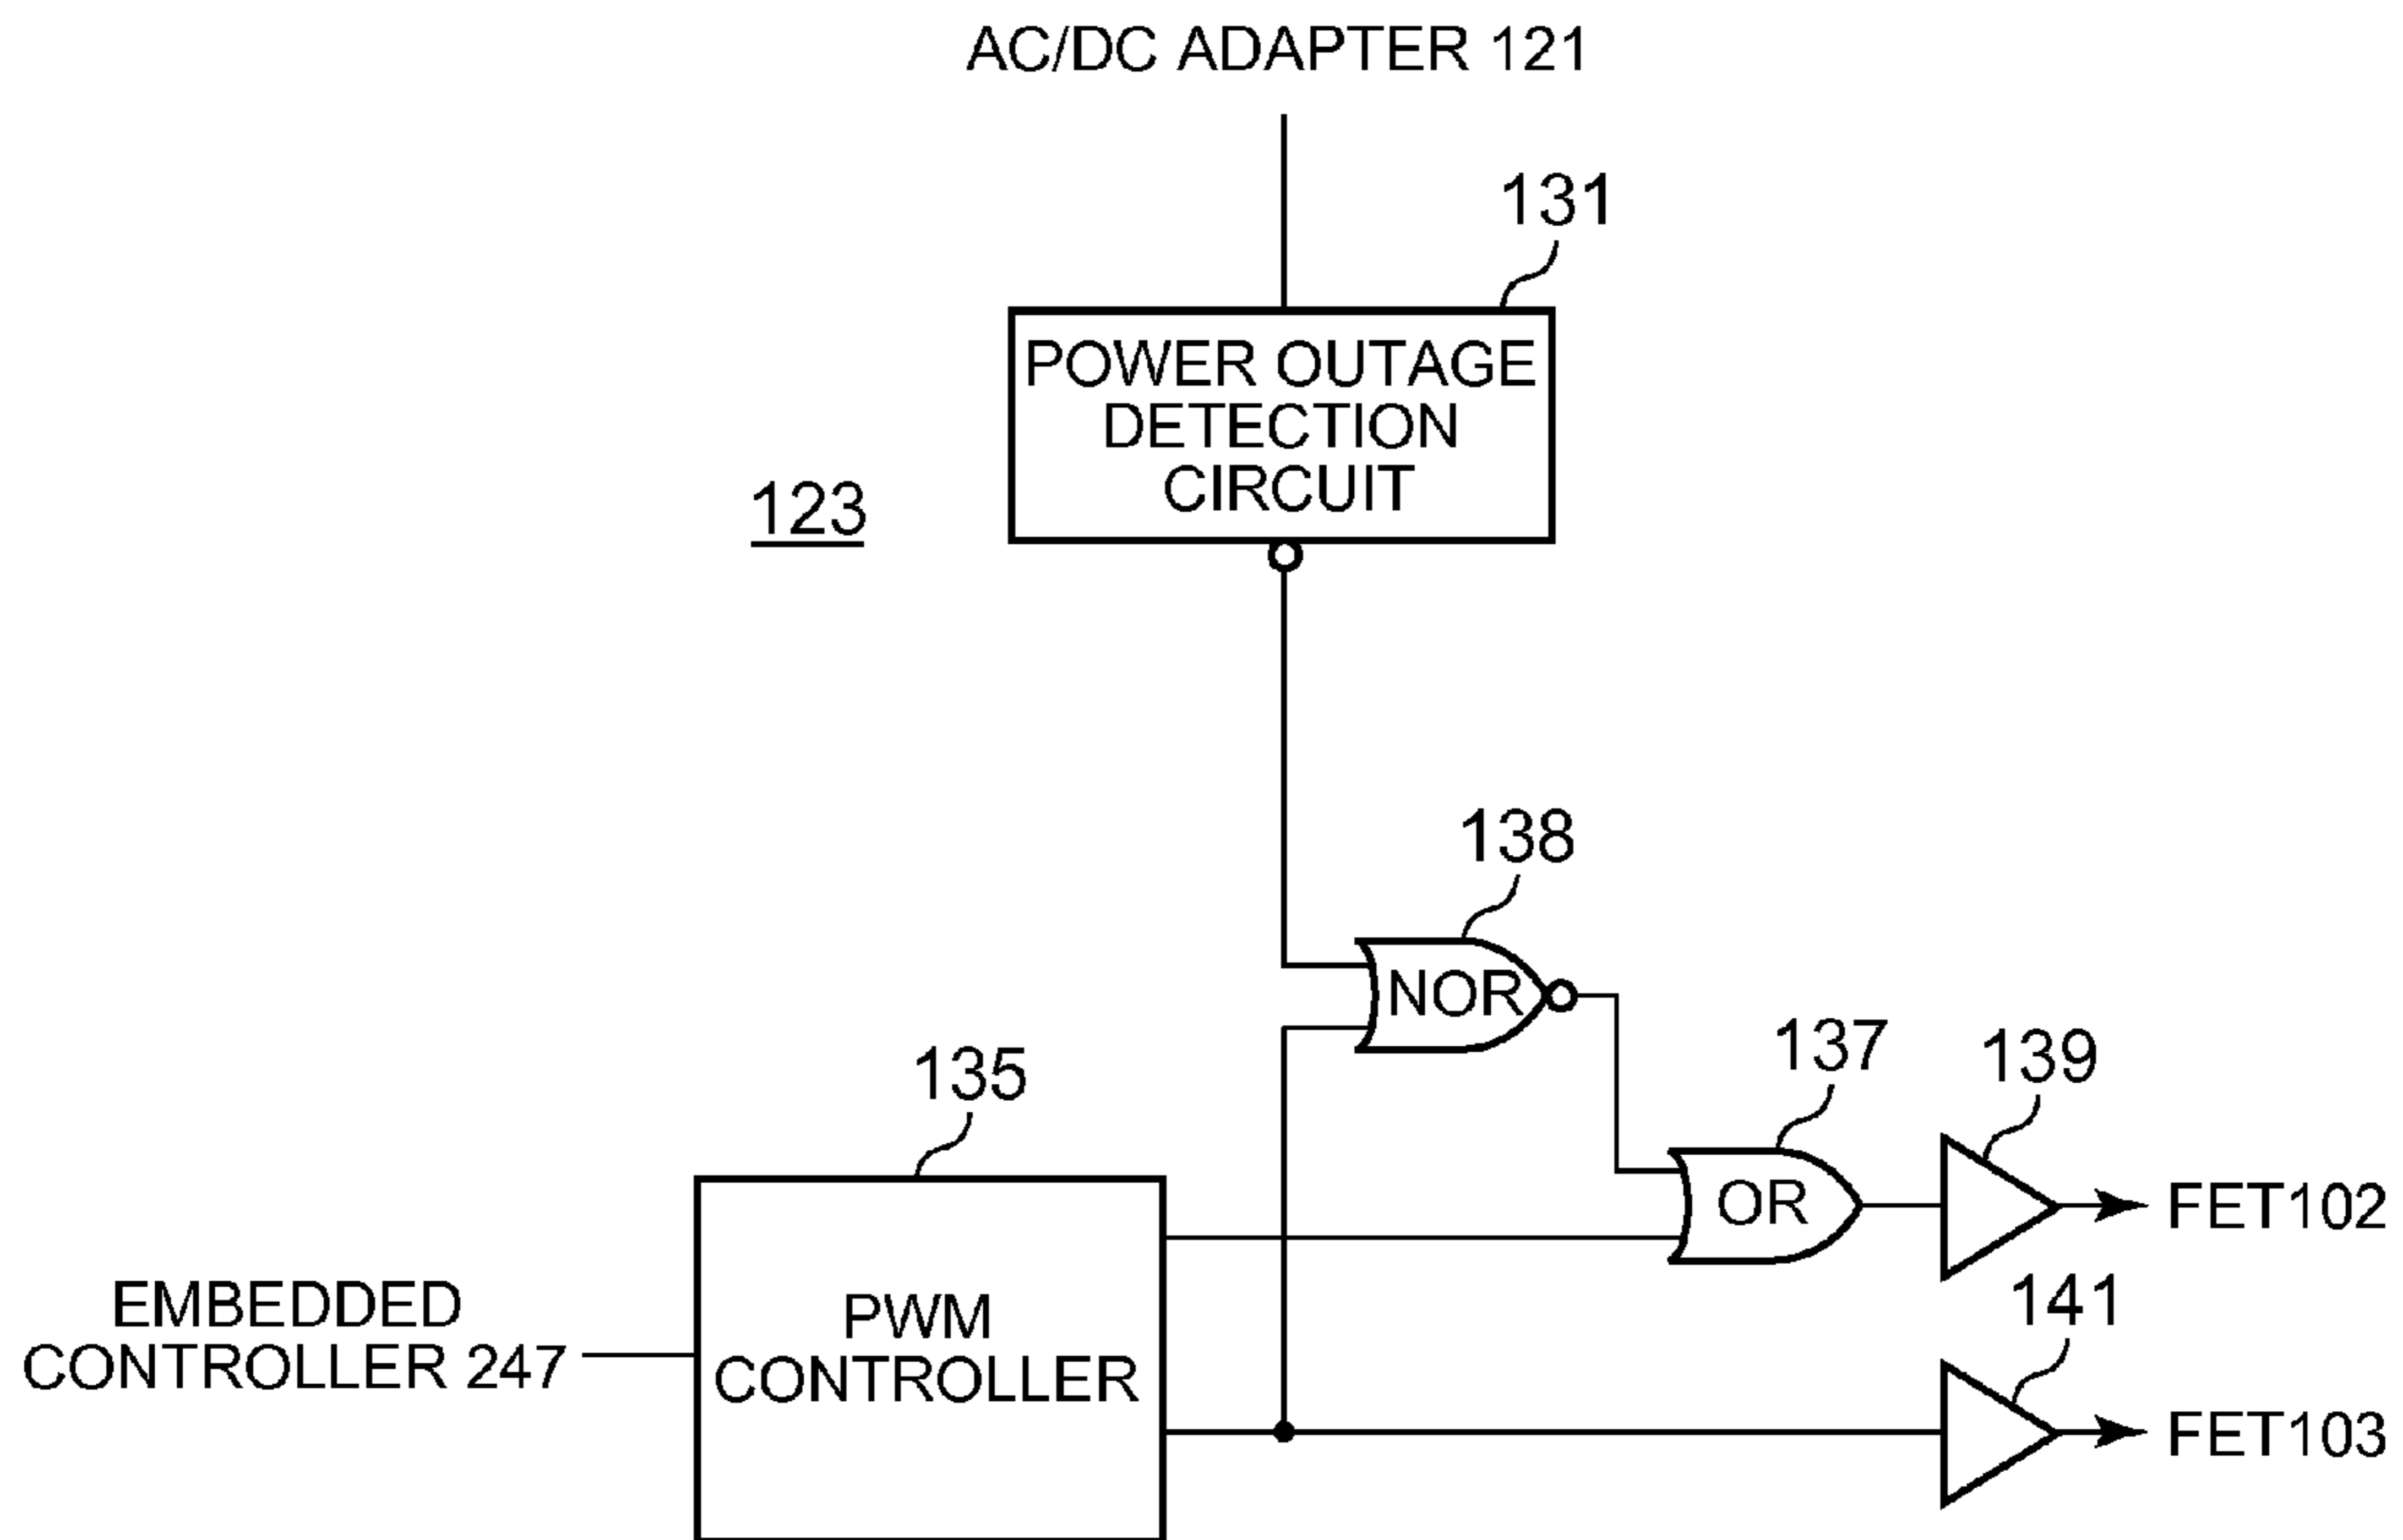 AC/DC ADAPTER 121
131
POWER OUTAGE
DETECTION
CIRCUIT
123
138
NOR
135
137
139
OR
FET102
EMBEDDED
CONTROLLER 247
PWM
CONTROLLER
141
FET103